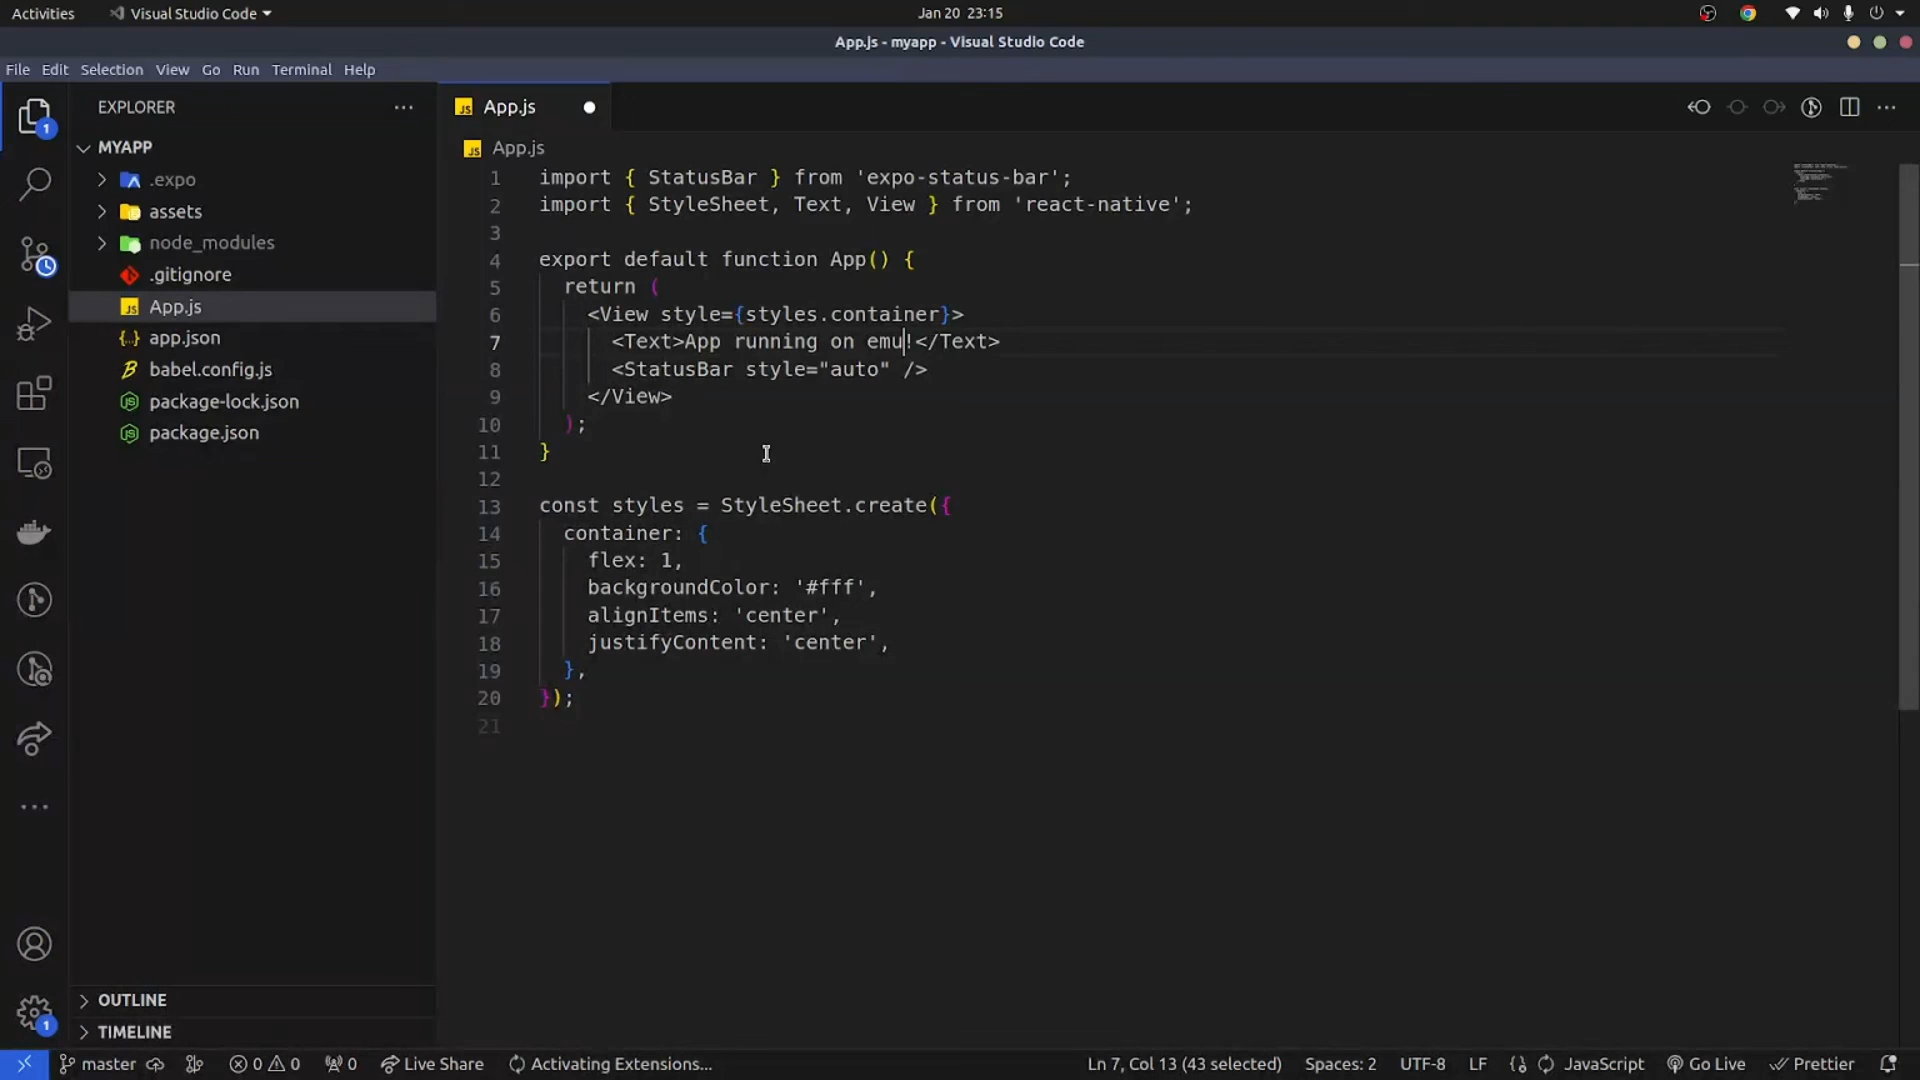 Activities
Visual Studio Code
Jan 20 23:15
App.js - myapp - Visual Studio Code
File Edit Selection View Go Run Terminal Help
EXPLORER
MYAPP
.expo
assets
node_modules
.gitignore
App.js
app.json
babel.config.js
package-lock.json
package.json
OUTLINE
TIMELINE
1
1
JS App.js
JS App.js
1 import { StatusBar } from 'expo-status-bar';
2 import { StyleSheet, Text, View } from 'react-native';
3
4 export default function App() {
5 return (
6 <View style={styles.container}>
7 <Text>App running on emu!</Text>
8 <StatusBar style="auto" />
9 </View>
10 );
11 }
12
13 const styles = StyleSheet.create({
14 container: {
15 flex: 1,
16 backgroundColor: '#fff',
17 alignItems: 'center',
18 justifyContent: 'center',
19 },
20 });
21
master 0 0 0 Live Share Activating Extensions... Ln 7, Col 13 (43 selected) Spaces: 2 UTF-8 LF {} JavaScript Go Live Prettier